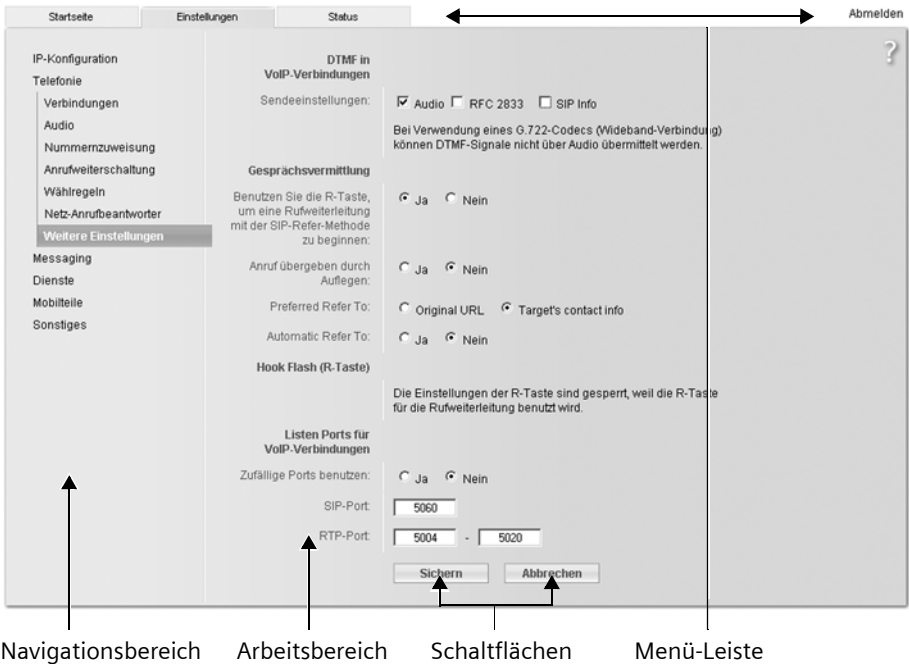 Startseite Einstellungen Status Abmelden
?
IP-Konfiguration
Telefonie
Verbindungen
Audio
Nummernzuweisung
Anrufweiterschaltung
Wählregeln
Netz-Anrufbeantworter
Weitere Einstellungen
Messaging
Dienste
Mobilteile
Sonstiges
DTMF in
VoIP-Verbindungen
Sendeeinstellungen: Audio RFC 2833 SIP Info
Bei Verwendung eines G.722-Codecs (Wideband-Verbindung)
können DTMF-Signale nicht über Audio übermittelt werden.
Gesprächsvermittlung
Benutzen Sie die R-Taste,
um eine Rufweiterleitung
mit der SIP-Refer-Methode
zu beginnen:
Ja Nein
Anruf übergeben durch
Auflegen:
Ja Nein
Preferred Refer To: Original URL Target's contact info
Automatic Refer To: Ja Nein
Hook Flash (R-Taste)
Die Einstellungen der R-Taste sind gesperrt, weil die R-Taste
für die Rufweiterleitung benutzt wird.
Listen Ports für
VoIP-Verbindungen
Zufällige Ports benutzen: Ja Nein
SIP-Port: 5060
RTP-Port: 5004 - 5020
Sichern Abbrechen
Navigationsbereich Arbeitsbereich Schaltflächen Menü-Leiste